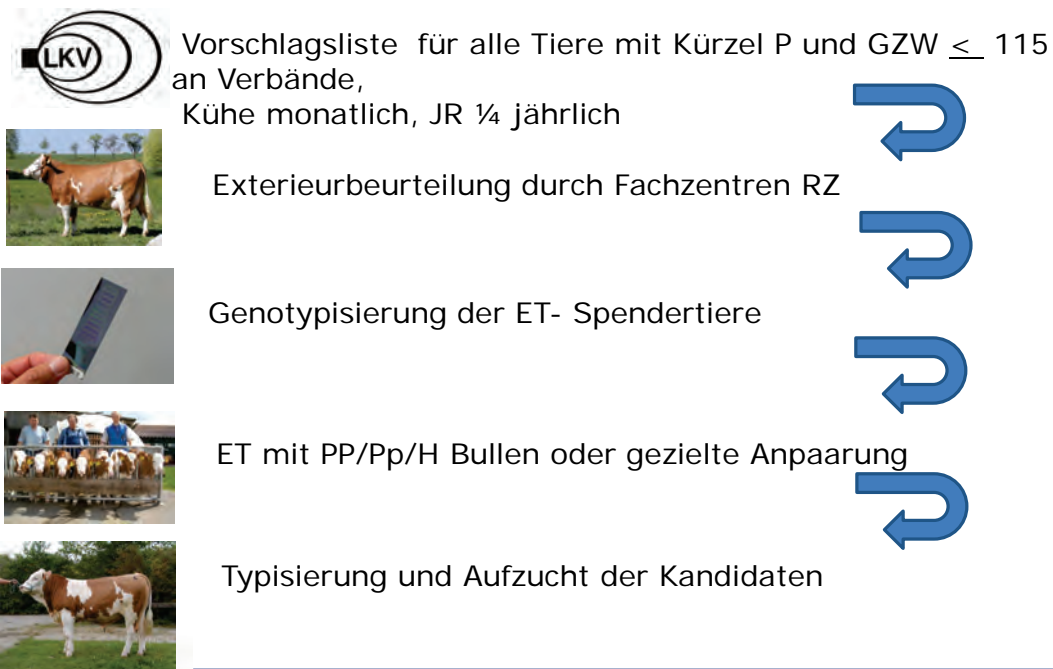 LKV
Vorschlagsliste für alle Tiere mit Kürzel P und GZW < 115
an Verbände,
Kühe monatlich, JR ¼ jährlich
Exterieurbeurteilung durch Fachzentren RZ
Genotypisierung der ET- Spendertiere
ET mit PP/Pp/H Bullen oder gezielte Anpaarung
Typisierung und Aufzucht der Kandidaten